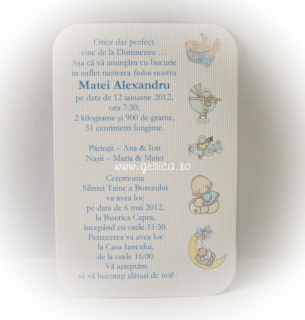 Orice dar perfect
vine de la Dumnezeu ....
Așa că vă anunțăm cu bucurie
în suflet nașterea fiului nostru
Matei Alexandru
pe data de 12 ianuarie 2012,
ora 7:30;
2 kilograme și 900 de grame,
51 centimetri lungime.
www.gesica.ro
Părinții – Ana & Ion
Nașii – Maria & Matei
Ceremonia
Sfintei Taine a Botezului
va avea loc
pe data de 6 mai 2012,
la Biserica Capra,
începând cu orele 11:30.
Petrecerea va avea loc
la Casa Iancului,
de la orele 16:00.
Vă așteptăm
să vă bucurați alături de noi!